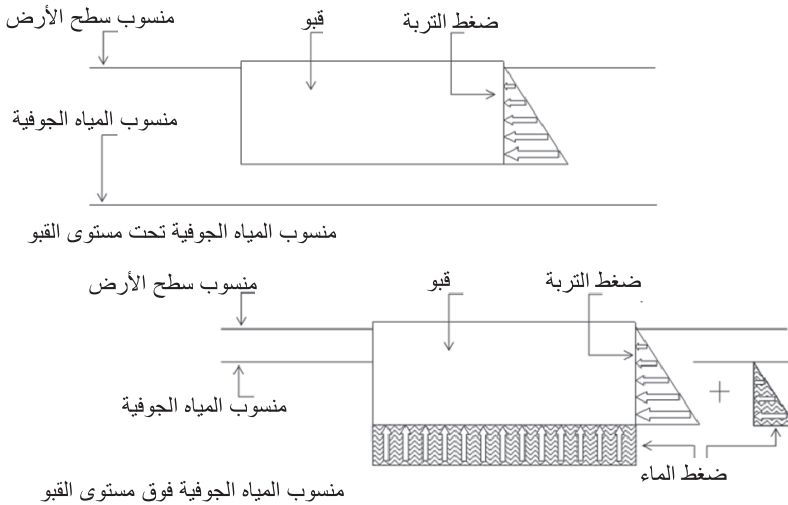 منسوب سطح الأرض
قبو
ضغط التربة
منسوب المياه الجوفية
منسوب المياه الجوفية تحت مستوى القبو
منسوب سطح الأرض
قبو
ضغط التربة
منسوب المياه الجوفية
ضغط الماء
منسوب المياه الجوفية فوق مستوى القبو